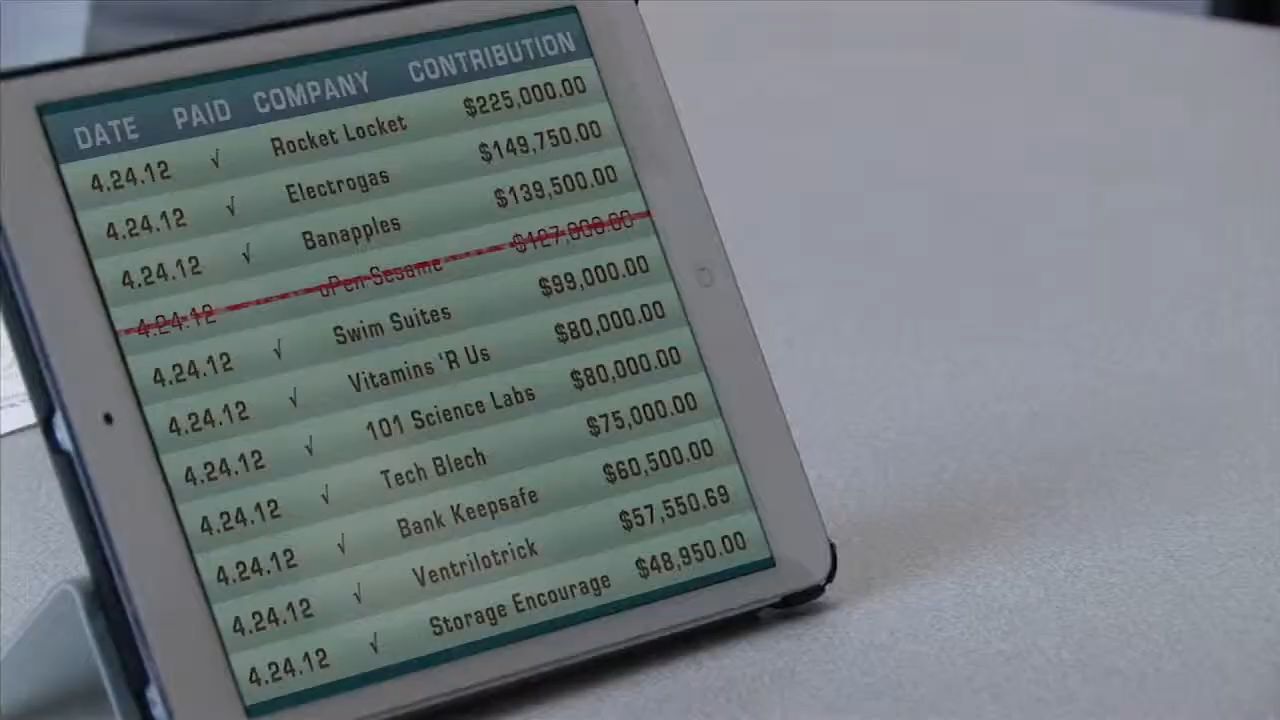 DATE PAID COMPANY CONTRIBUTION
4.24.12 √ Rocket Locket $225,000.00
4.24.12 √ Electrogas $149,750.00
4.24.12 √ Banapples $139,500.00
4.24.12 oPen Sesame $127,000.00
4.24.12 √ Swim Suites $99,000.00
4.24.12 √ Vitamins 'R Us $80,000.00
4.24.12 √ 101 Science Labs $80,000.00
4.24.12 √ Tech Blech $75,000.00
4.24.12 √ Bank Keepsafe $60,500.00
4.24.12 √ Ventrilotrick $57,550.69
4.24.12 √ Storage Encourage $48,950.00